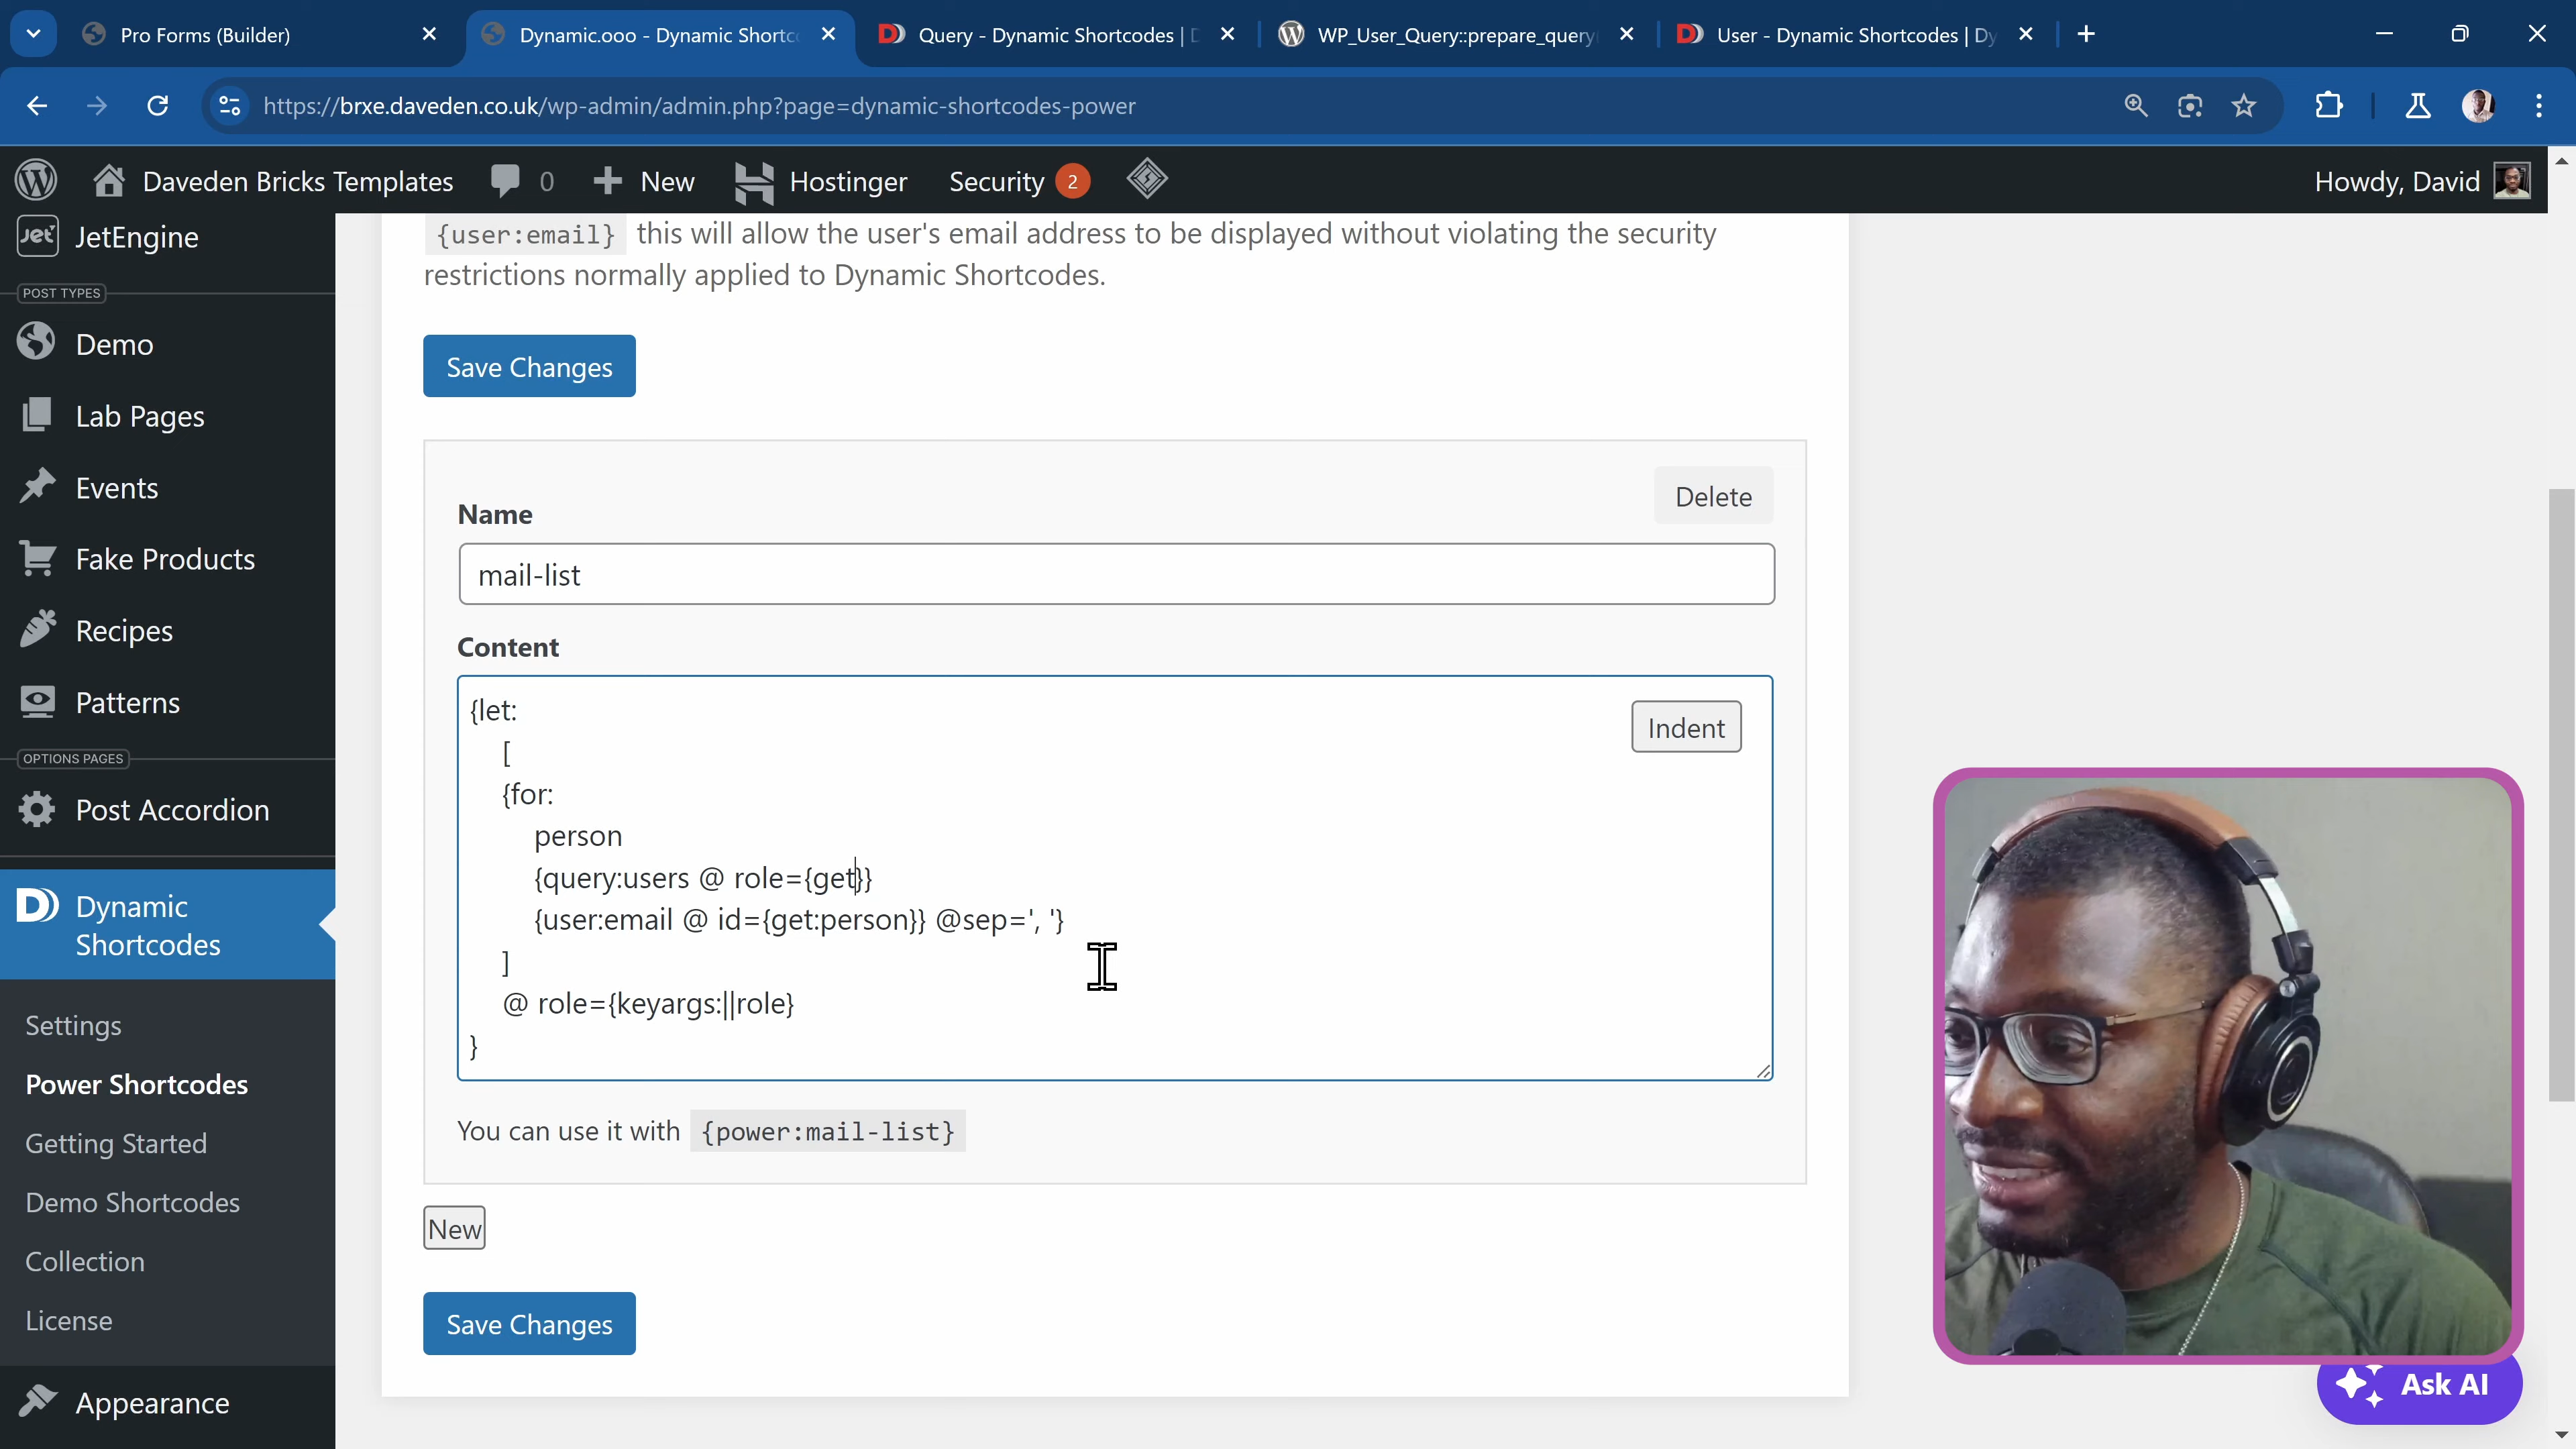 Pro Forms (Builder)
Dynamic.ooo - Dynamic Shortc
Query - Dynamic Shortcodes |
WP_User_Query::prepare_query
User - Dynamic Shortcodes | Dy
https://brxe.daveden.co.uk/wp-admin/admin.php?page=dynamic-shortcodes-power
Daveden Bricks Templates
0
New
Hostinger
Security 2
Howdy, David
Jet
JetEngine
POST TYPES
Demo
Lab Pages
Events
Fake Products
Recipes
Patterns
OPTIONS PAGES
Post Accordion
Dynamic
Shortcodes
Settings
Power Shortcodes
Getting Started
Demo Shortcodes
Collection
License
Appearance
{user:email} this will allow the user's email address to be displayed without violating the security
restrictions normally applied to Dynamic Shortcodes.
Save Changes
Delete
Name
mail-list
Content
Indent
{let:
[
{for:
person
{query:users @ role={get}}
{user:email @ id={get:person}} @sep=', '}
]
@ role={keyargs:||role}
}
You can use it with {power:mail-list}
New
Save Changes
Ask AI